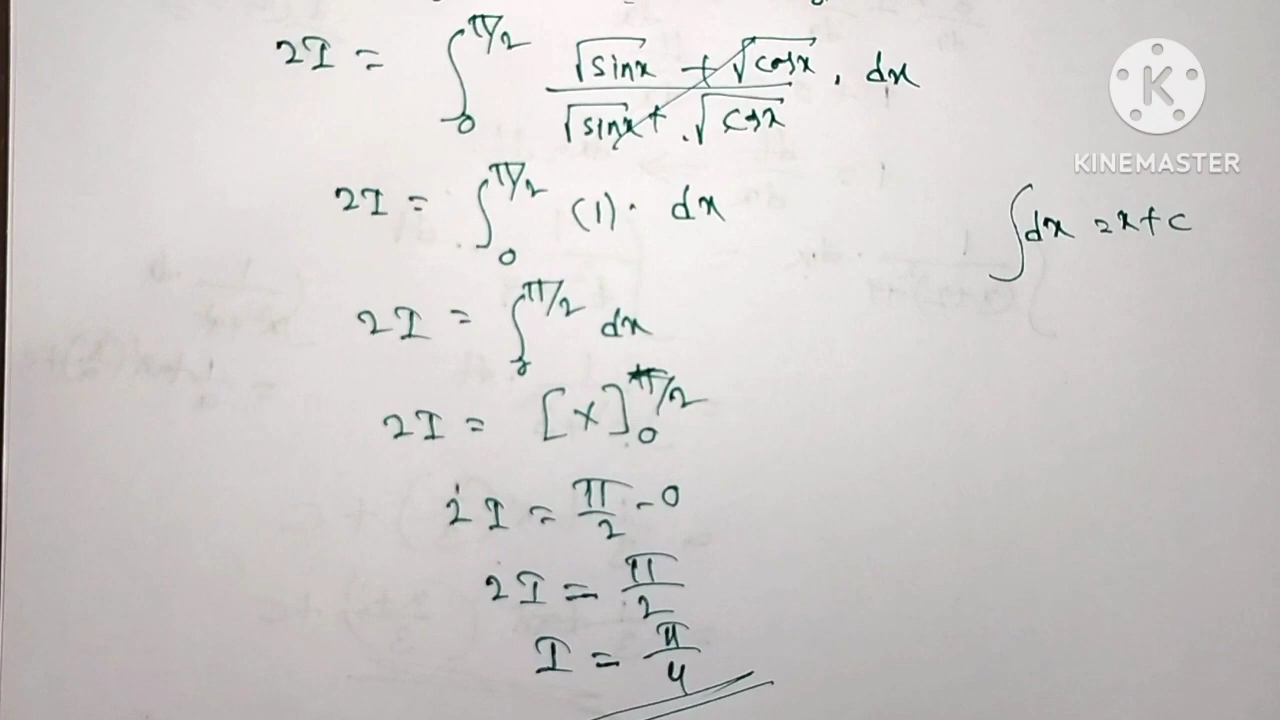 2I = ∫₀^π/2 √sinx + √cosx / √sinx + √cosx . dx
K
KINEMASTER
2I = ∫₀^π/2 (1). dx
∫dx = x+c
2I = ∫₀^π/2 dx
2I = [x]₀^π/2
2I = π/2 - 0
2I = π/2
I = π/4